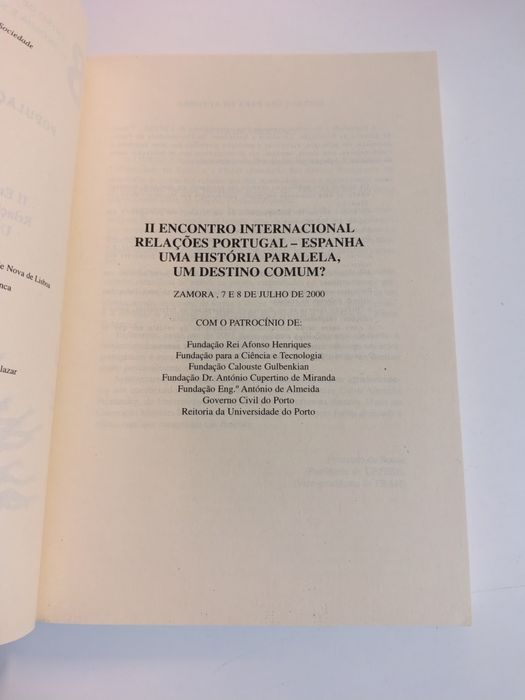 Sociedade
e Nova de Lisboa
nca
lazar
II ENCONTRO INTERNACIONAL
RELAÇÕES PORTUGAL – ESPANHA
UMA HISTÓRIA PARALELA,
UM DESTINO COMUM?
ZAMORA , 7 E 8 DE JULHO DE 2000
COM O PATROCÍNIO DE:
Fundação Rei Afonso Henriques
Fundação para a Ciência e Tecnologia
Fundação Calouste Gulbenkian
Fundação Dr. António Cupertino de Miranda
Fundação Eng.º António de Almeida
Governo Civil do Porto
Reitoria da Universidade do Porto